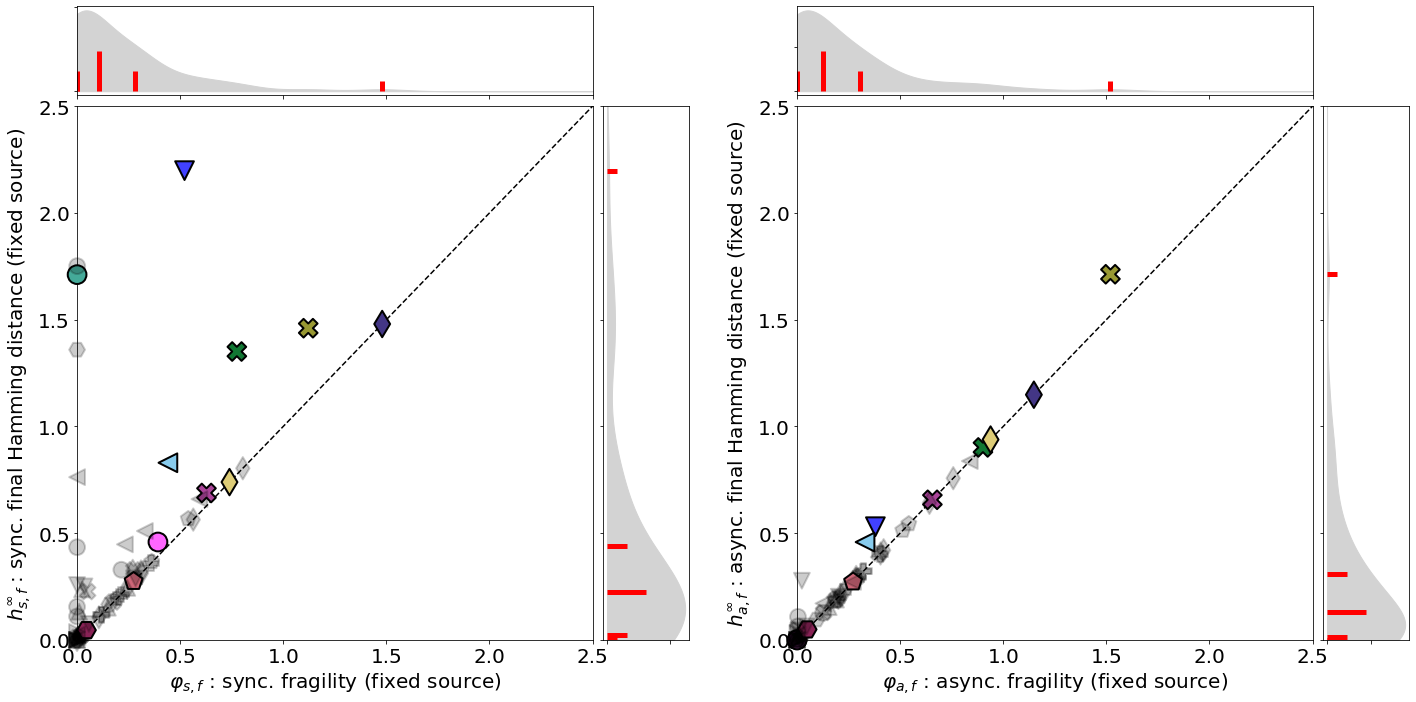 2.5
2.0
1.5
1.0
0.5
0.0
h^∞_{s,f} : sync. final Hamming distance (fixed source)
0.0 0.5 1.0 1.5 2.0 2.5
φ_{s,f} : sync. fragility (fixed source)
2.5
2.0
1.5
1.0
0.5
0.0
h^∞_{a,f} : async. final Hamming distance (fixed source)
0.0 0.5 1.0 1.5 2.0 2.5
φ_{a,f} : async. fragility (fixed source)